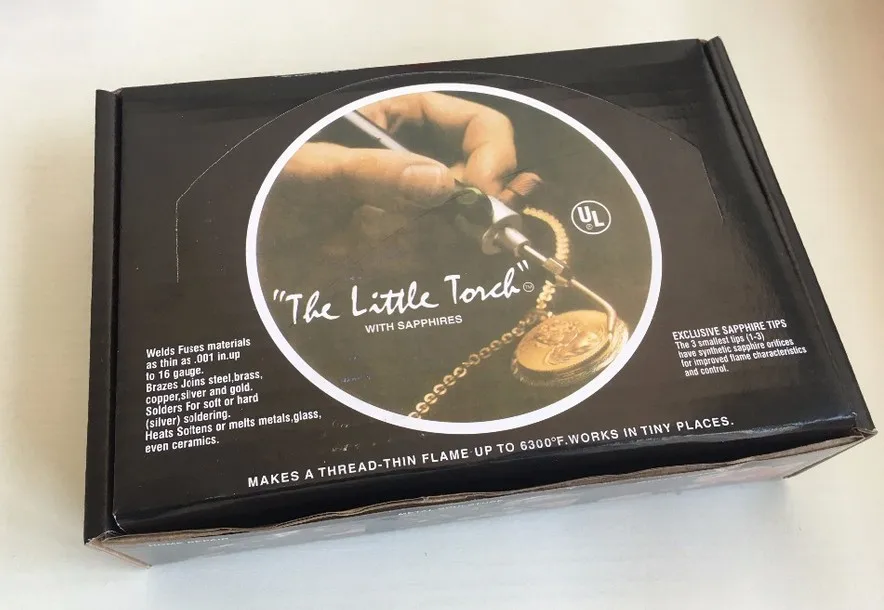 UL
®
"The Little Torch"™
WITH SAPPHIRES
Welds Fuses materials
as thin as .001 in.up
to 16 gauge.
Brazes Joins steel,brass,
copper,silver and gold.
Solders For soft or hard
(silver) soldering.
Heats Soltens or melts metals,glass,
even ceramics.
EXCLUSIVE SAPPHIRE TIPS
The 3 smallest tips (1-3)
have synthetic sapphire orifices
for improved flame characteristics
and control.
MAKES A THREAD-THIN FLAME UP TO 6300°F.WORKS IN TINY PLACES.
HOME REPAIR